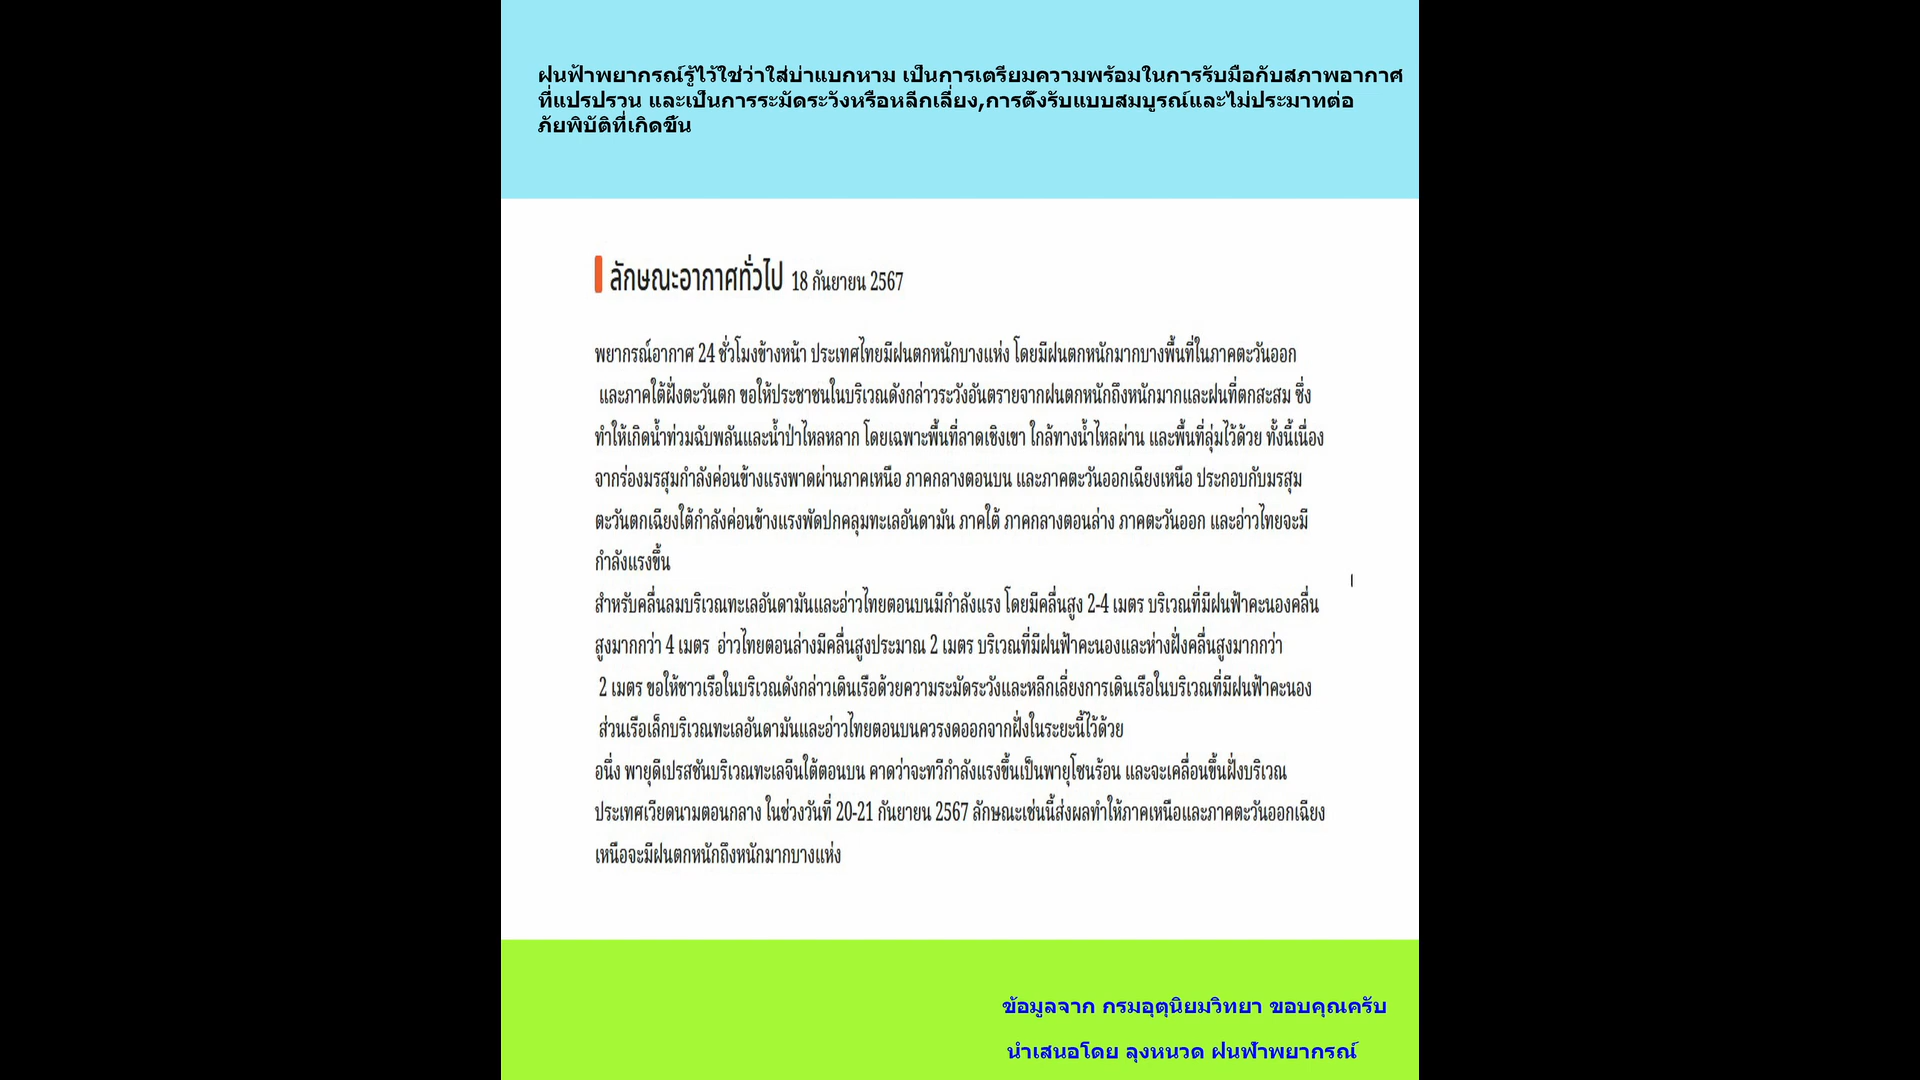 ฝนฟ้าพยากรณ์รู้ไว้ใช่ว่าใส่บ่าแบกหาม เป็นการเตรียมความพร้อมในการรับมือกับสภาพอากาศ
ที่แปรปรวน และเป็นการระมัดระวังหรือหลีกเลี่ยง,การตั้งรับแบบสมบูรณ์และไม่ประมาทต่อ
ภัยพิบัติที่เกิดขึ้น
ลักษณะอากาศทั่วไป 18 กันยายน 2567
พยากรณ์อากาศ 24 ชั่วโมงข้างหน้า ประเทศไทยมีฝนตกหนักบางแห่ง โดยมีฝนตกหนักมากบางพื้นที่ในภาคตะวันออก
และภาคใต้ฝั่งตะวันตก ขอให้ประชาชนในบริเวณดังกล่าวระวังอันตรายจากฝนตกหนักถึงหนักมากและฝนที่ตกสะสม ซึ่ง
ทำให้เกิดน้ำท่วมฉับพลันและน้ำป่าไหลหลาก โดยเฉพาะพื้นที่ลาดเชิงเขา ใกล้ทางน้ำไหลผ่าน และพื้นที่ลุ่มไว้ด้วย ทั้งนี้เนื่อง
จากร่องมรสุมกำลังค่อนข้างแรงพาดผ่านภาคเหนือ ภาคกลางตอนบน และภาคตะวันออกเฉียงเหนือ ประกอบกับมรสุม
ตะวันตกเฉียงใต้กำลังค่อนข้างแรงพัดปกคลุมทะเลอันดามัน ภาคใต้ ภาคกลางตอนล่าง ภาคตะวันออก และอ่าวไทยจะมี
กำลังแรงขึ้น
สำหรับคลื่นลมบริเวณทะเลอันดามันและอ่าวไทยตอนบนมีกำลังแรง โดยมีคลื่นสูง 2-4 เมตร บริเวณที่มีฝนฟ้าคะนองคลื่น
สูงมากกว่า 4 เมตร อ่าวไทยตอนล่างมีคลื่นสูงประมาณ 2 เมตร บริเวณที่มีฝนฟ้าคะนองและห่างฝั่งคลื่นสูงมากกว่า
2 เมตร ขอให้ชาวเรือในบริเวณดังกล่าวเดินเรือด้วยความระมัดระวังและหลีกเลี่ยงการเดินเรือในบริเวณที่มีฝนฟ้าคะนอง
ส่วนเรือเล็กบริเวณทะเลอันดามันและอ่าวไทยตอนบนควรงดออกจากฝั่งในระยะนี้ไว้ด้วย
อนึ่ง พายุดีเปรสชันบริเวณทะเลจีนใต้ตอนบน คาดว่าจะทวีกำลังแรงขึ้นเป็นพายุโซนร้อน และจะเคลื่อนขึ้นฝั่งบริเวณ
ประเทศเวียดนามตอนกลาง ในช่วงวันที่ 20-21 กันยายน 2567 ลักษณะเช่นนี้ส่งผลทำให้ภาคเหนือและภาคตะวันออกเฉียง
เหนือจะมีฝนตกหนักถึงหนักมากบางแห่ง
ข้อมูลจาก กรมอุตุนิยมวิทยา ขอบคุณครับ
นำเสนอโดย ลุงหนวด ฝนฟ้าพยากรณ์